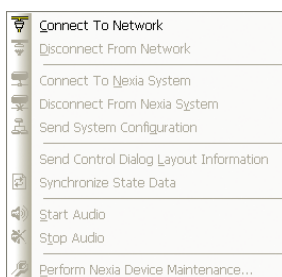 Connect To Network
Disconnect From Network
Connect To Nexia System
Disconnect From Nexia System
Send System Configuration
Send Control Dialog Layout Information
Synchronize State Data
Start Audio
Stop Audio
Perform Nexia Device Maintenance...